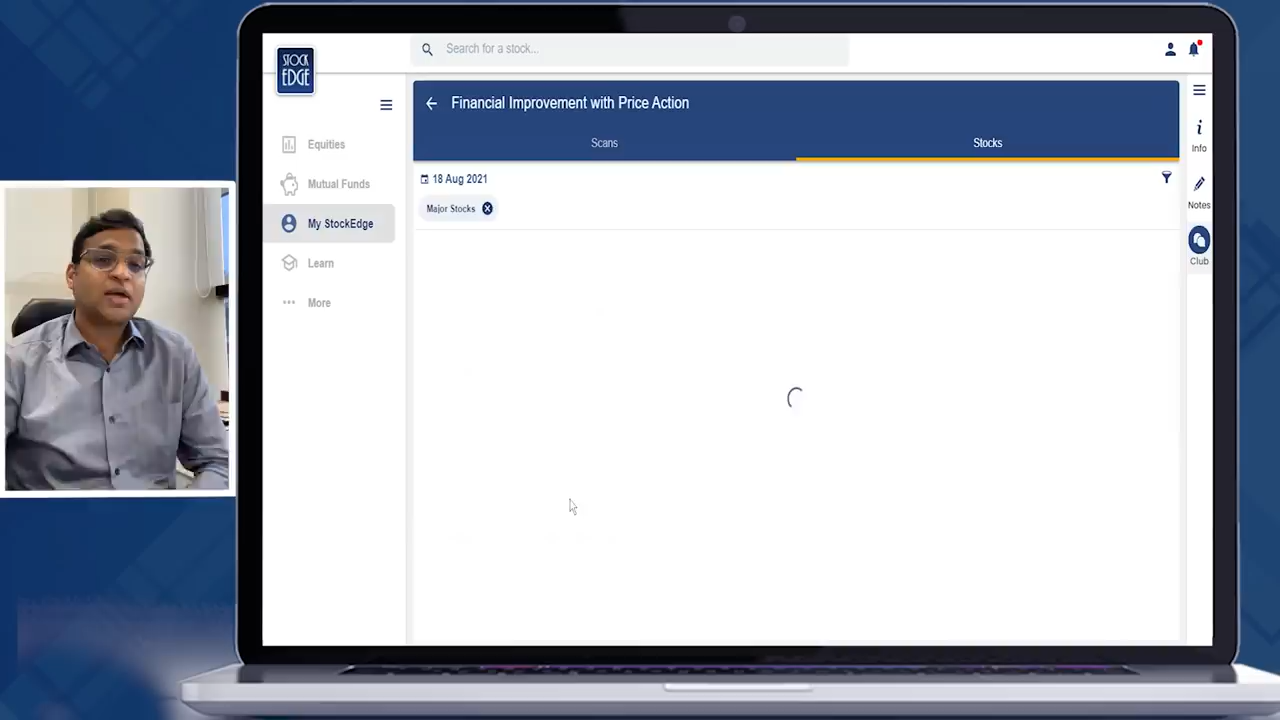 STOCK
EDGE
Search for a stock...
Financial Improvement with Price Action
Scans
Stocks
18 Aug 2021
Major Stocks
Equities
Mutual Funds
My StockEdge
Learn
More
Info
Notes
Club